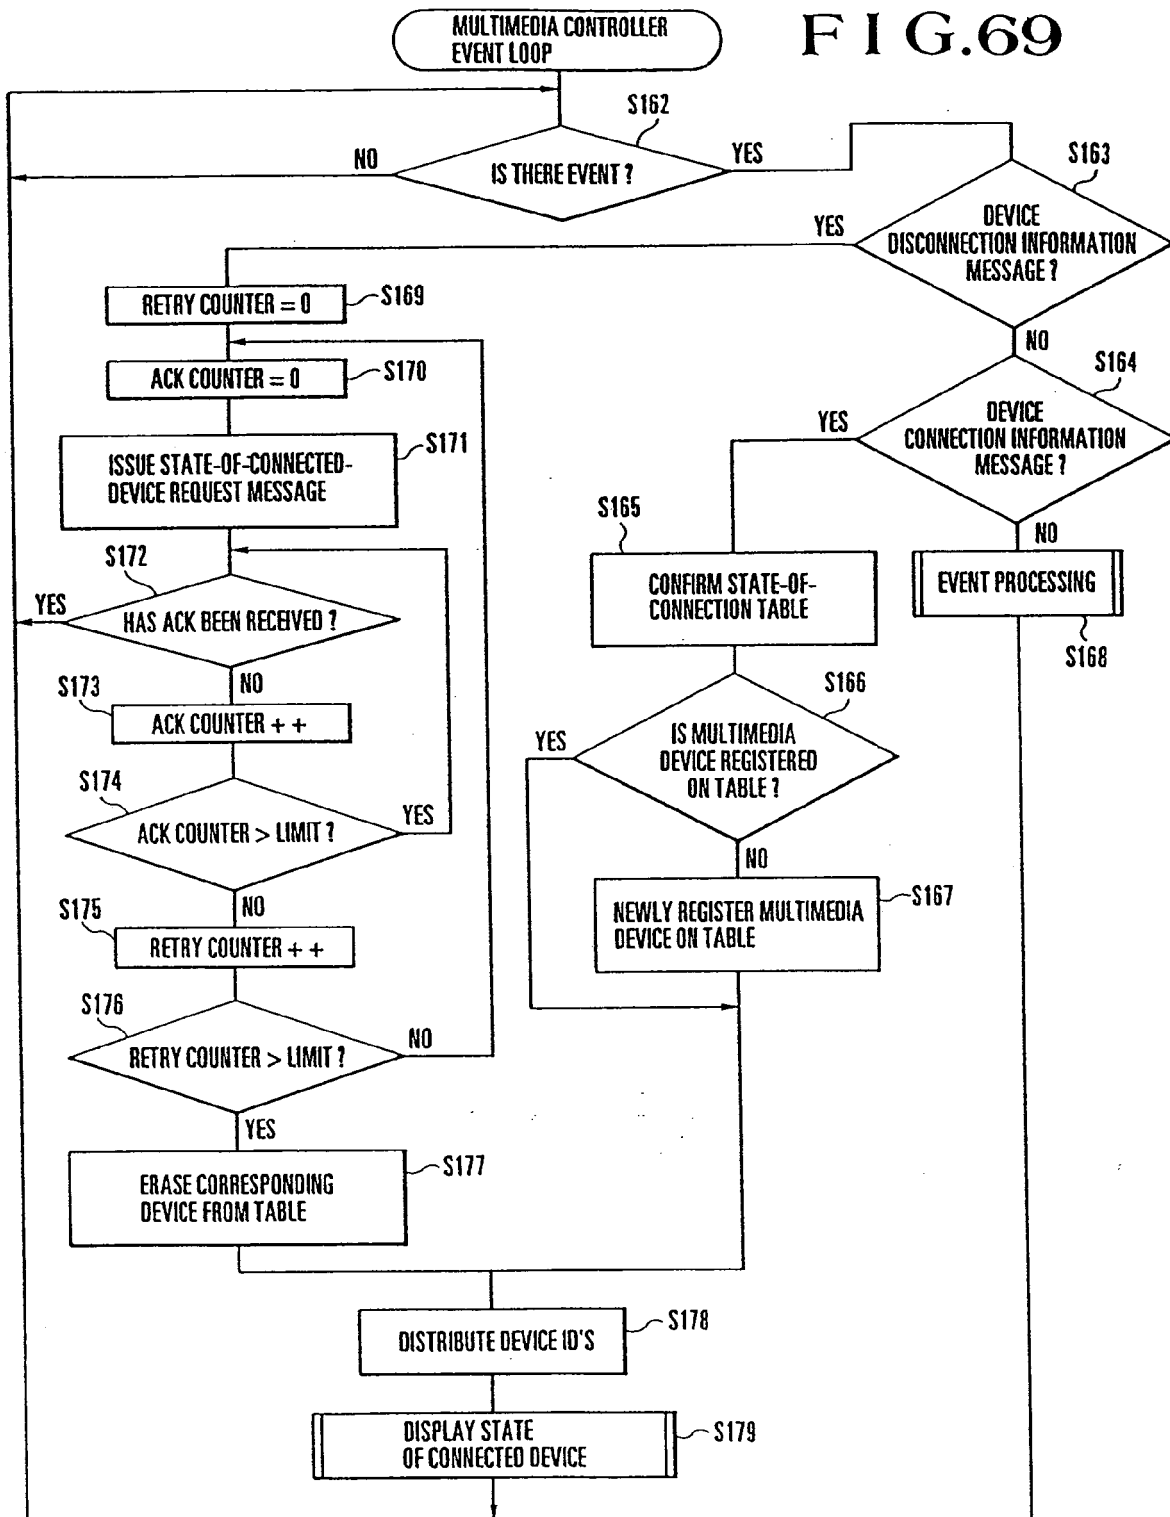 FIG.69
MULTIMEDIA CONTROLLER
EVENT LOOP
S162
IS THERE EVENT ?
NO
YES
S163
DEVICE
DISCONNECTION INFORMATION
MESSAGE ?
YES
NO
S169
RETRY COUNTER = 0
S170
ACK COUNTER = 0
S164
DEVICE
CONNECTION INFORMATION
MESSAGE ?
YES
NO
S171
ISSUE STATE-OF-CONNECTED-
DEVICE REQUEST MESSAGE
S165
CONFIRM STATE-OF-
CONNECTION TABLE
EVENT PROCESSING
S168
S172
HAS ACK BEEN RECEIVED ?
YES
NO
S173
ACK COUNTER + +
S166
IS MULTIMEDIA
DEVICE REGISTERED
ON TABLE ?
YES
NO
S174
ACK COUNTER > LIMIT ?
YES
NO
S167
NEWLY REGISTER MULTIMEDIA
DEVICE ON TABLE
S175
RETRY COUNTER + +
S176
RETRY COUNTER > LIMIT ?
NO
YES
S177
ERASE CORRESPONDING
DEVICE FROM TABLE
S178
DISTRIBUTE DEVICE ID'S
S179
DISPLAY STATE
OF CONNECTED DEVICE